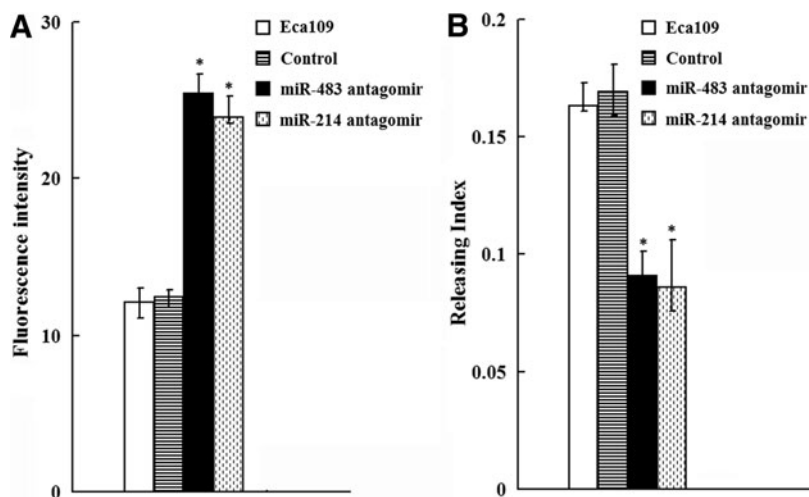 A
Fluorescence intensity
30
20
10
0
Eca109
Control
miR-483 antagomir
miR-214 antagomir
*
*
B
Releasing Index
0.2
0.15
0.1
0.05
0
Eca109
Control
miR-483 antagomir
miR-214 antagomir
*
*